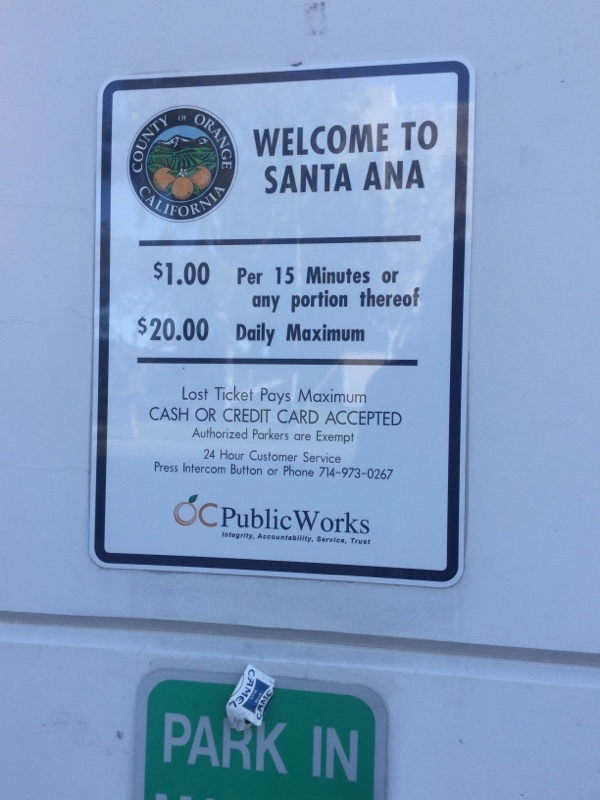 COUNTY OF ORANGE
CALIFORNIA
WELCOME TO
SANTA ANA
$1.00 Per 15 Minutes or
any portion thereof
$20.00 Daily Maximum
Lost Ticket Pays Maximum
CASH OR CREDIT CARD ACCEPTED
Authorized Parkers are Exempt
24 Hour Customer Service
Press Intercom Button or Phone 714-973-0267
OCPublicWorks
Integrity, Accountability, Service, Trust
CAMEL
PARK IN